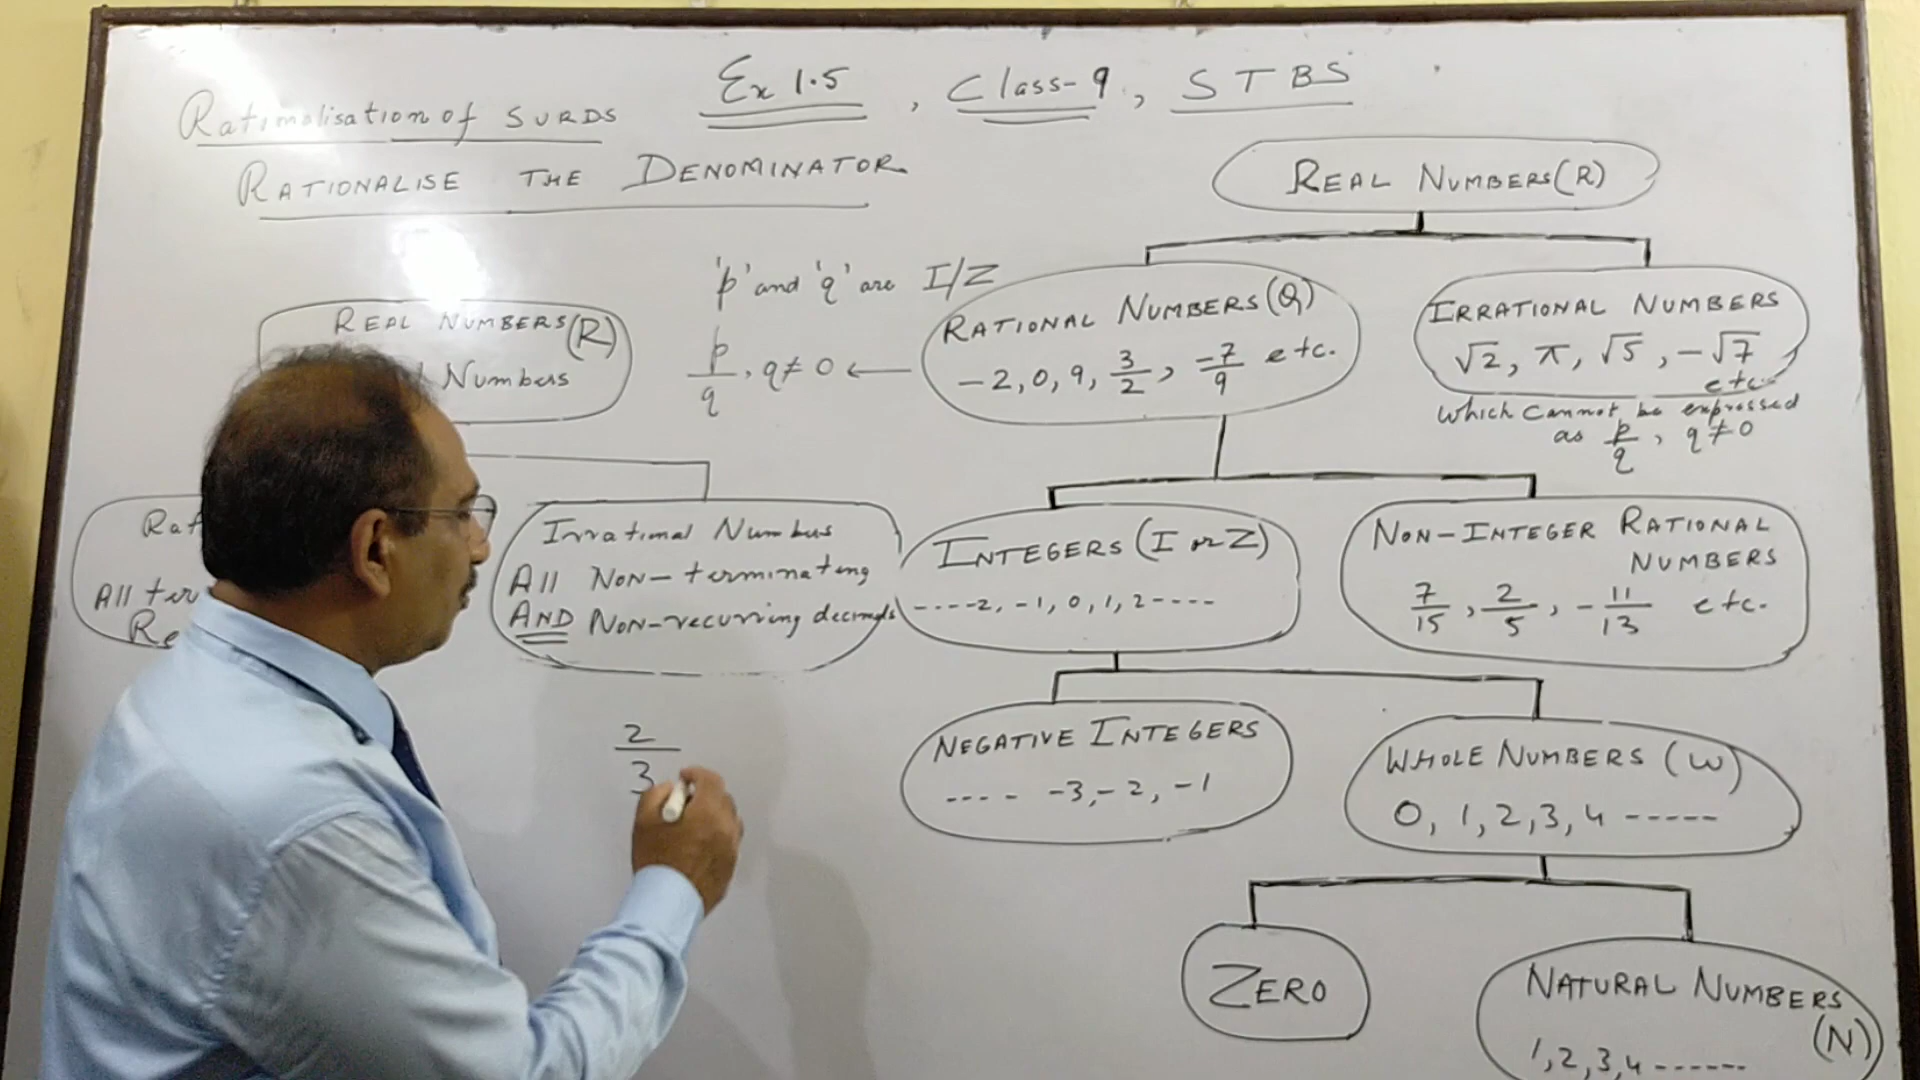 Ex 1.5, Class-9, STBS
Rationalisation of SURDS
RATIONALISE THE DENOMINATOR
REAL NUMBERS(R)
'p' and 'q' are I/Z
p/q, q≠0 ←
RATIONAL NUMBERS(Q)
-2, 0, 9, 3/2, -7/9 etc.
IRRATIONAL NUMBERS
√2, π, √5, -√7
etc.
which cannot be expressed
as p/q, q≠0
REAL NUMBERS(R)
Numbers
All ter
Irrational Numbers
All Non-terminating
AND Non-recurring decimals
INTEGERS (I or Z)
----2, -1, 0, 1, 2----
NON-INTEGER RATIONAL
NUMBERS
7/15, 2/5, -11/13 etc.
2/3
NEGATIVE INTEGERS
---- -3, -2, -1
WHOLE NUMBERS (W)
0, 1, 2, 3, 4 -----
ZERO
NATURAL NUMBERS
(N)
1, 2, 3, 4 ------